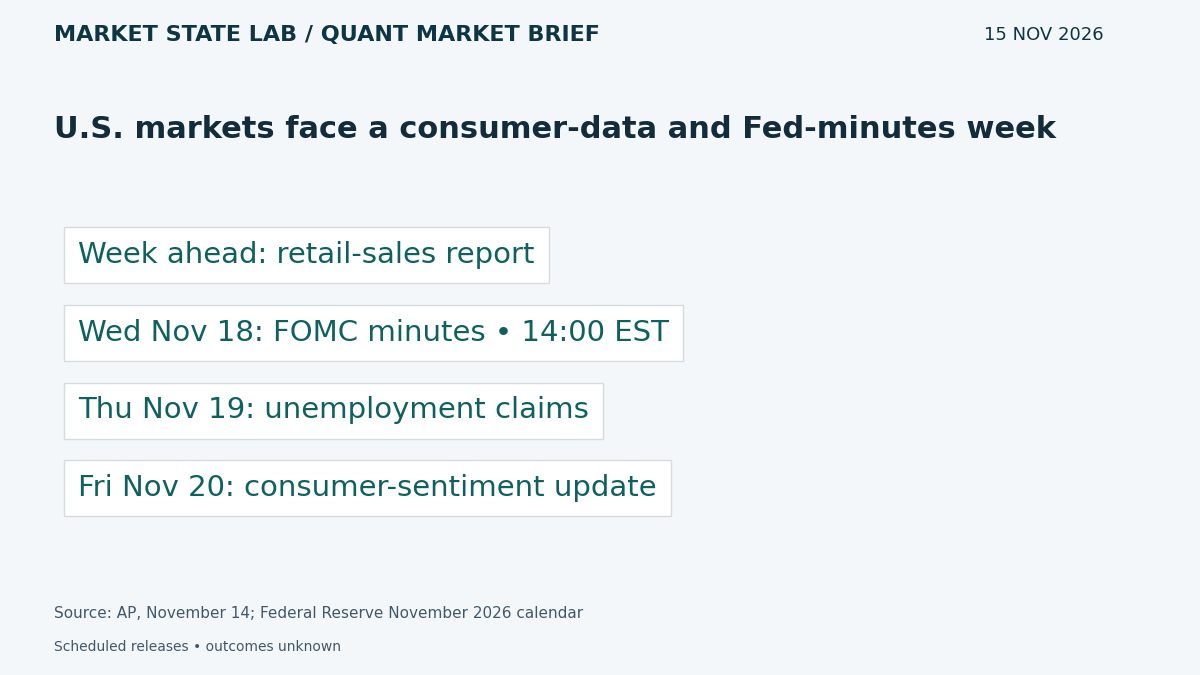 MARKET STATE LAB / QUANT MARKET BRIEF
15 NOV 2026
U.S. markets face a consumer-data and Fed-minutes week
Week ahead: retail-sales report
Wed Nov 18: FOMC minutes • 14:00 EST
Thu Nov 19: unemployment claims
Fri Nov 20: consumer-sentiment update
Source: AP, November 14; Federal Reserve November 2026 calendar
Scheduled releases • outcomes unknown